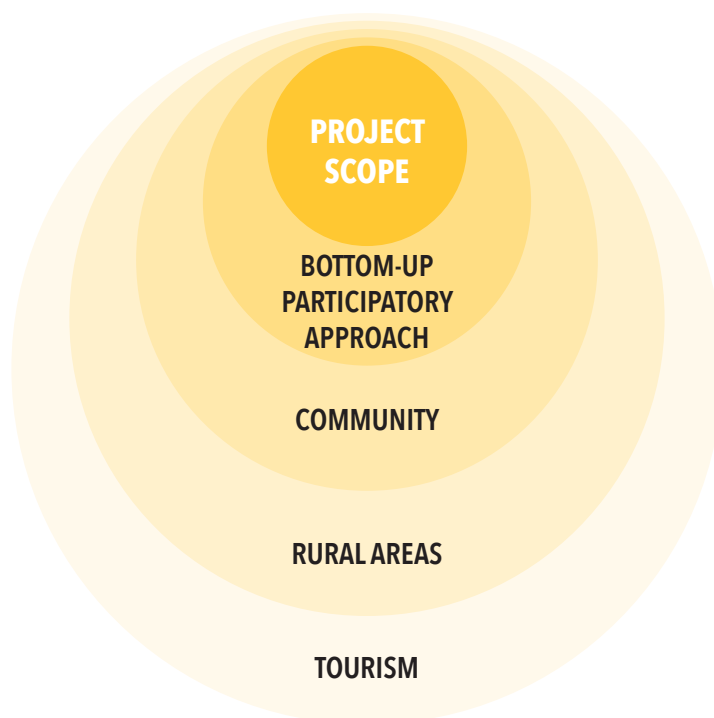 PROJECT
SCOPE
BOTTOM-UP
PARTICIPATORY
APPROACH
COMMUNITY
RURAL AREAS
TOURISM